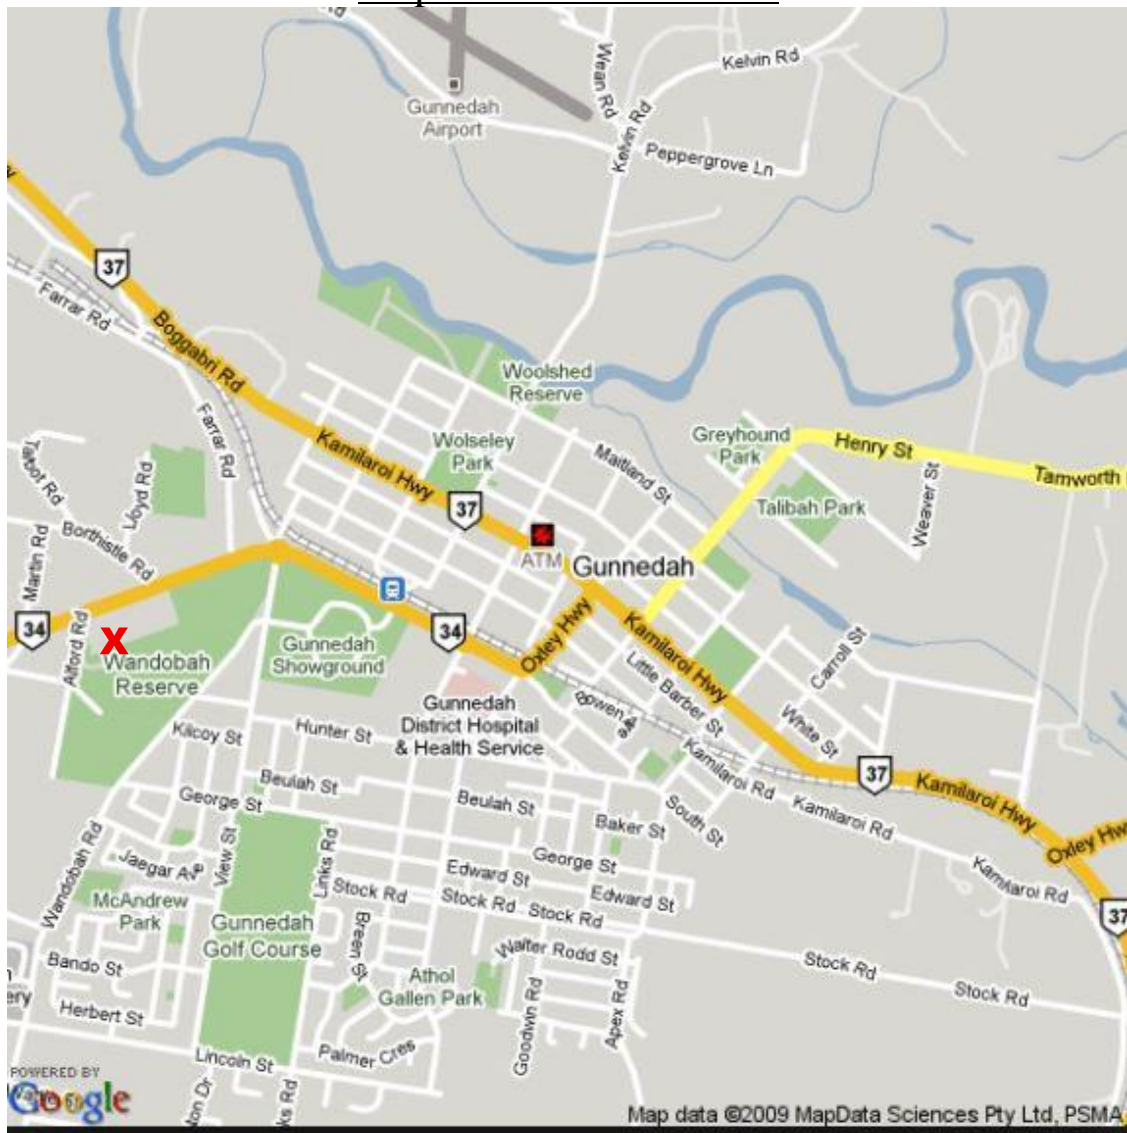 Rd
Wean Rd
Kelvin Rd
Gunnedah
Airport
Kelvin Rd
Peppergrove Ln
37
Farrar Rd
Boggabri Rd
Woolshed
Reserve
Farrar Rd
Kamilaroi Hwy
Wolseley
Park
Maitland St
Greyhound
Park
Henry St
Tamworth
Talbot Rd
Lloyd Rd
37
Talibah Park
Weaver St
Martin Rd
Borthistle Rd
ATM
Gunnedah
34
Alford Rd
X
Wandobah
Reserve
Gunnedah
Showground
34
Oxley Hwy
Kamilaroi Hwy
Little Barber St
Carroll St
Gunnedah
District Hospital
& Health Service
Bowen Ave
White St
Kilcoy St
Hunter St
Kamilaroi Rd
37
Kamilaroi Hwy
Beulah St
George St
Beulah St
Baker St
South St
Kamilaroi Rd
Oxley Hwy
Wandobah Rd
Jaegar Ave
View St
Links Rd
George St
Edward St
Edward St
Kamilaroi Rd
Stock Rd
Stock Rd
Stock Rd
37
McAndrew
Park
Gunnedah
Golf Course
Breen St
Walter Rodd St
Stock Rd
Stock Rd
Bando St
Athol
Gallen Park
Herbert St
Goodwin Rd
Apex Rd
Lincoln St
Palmer Cres
POWERED BY
Google
Map data ©2009 MapData Sciences Pty Ltd, PSMA